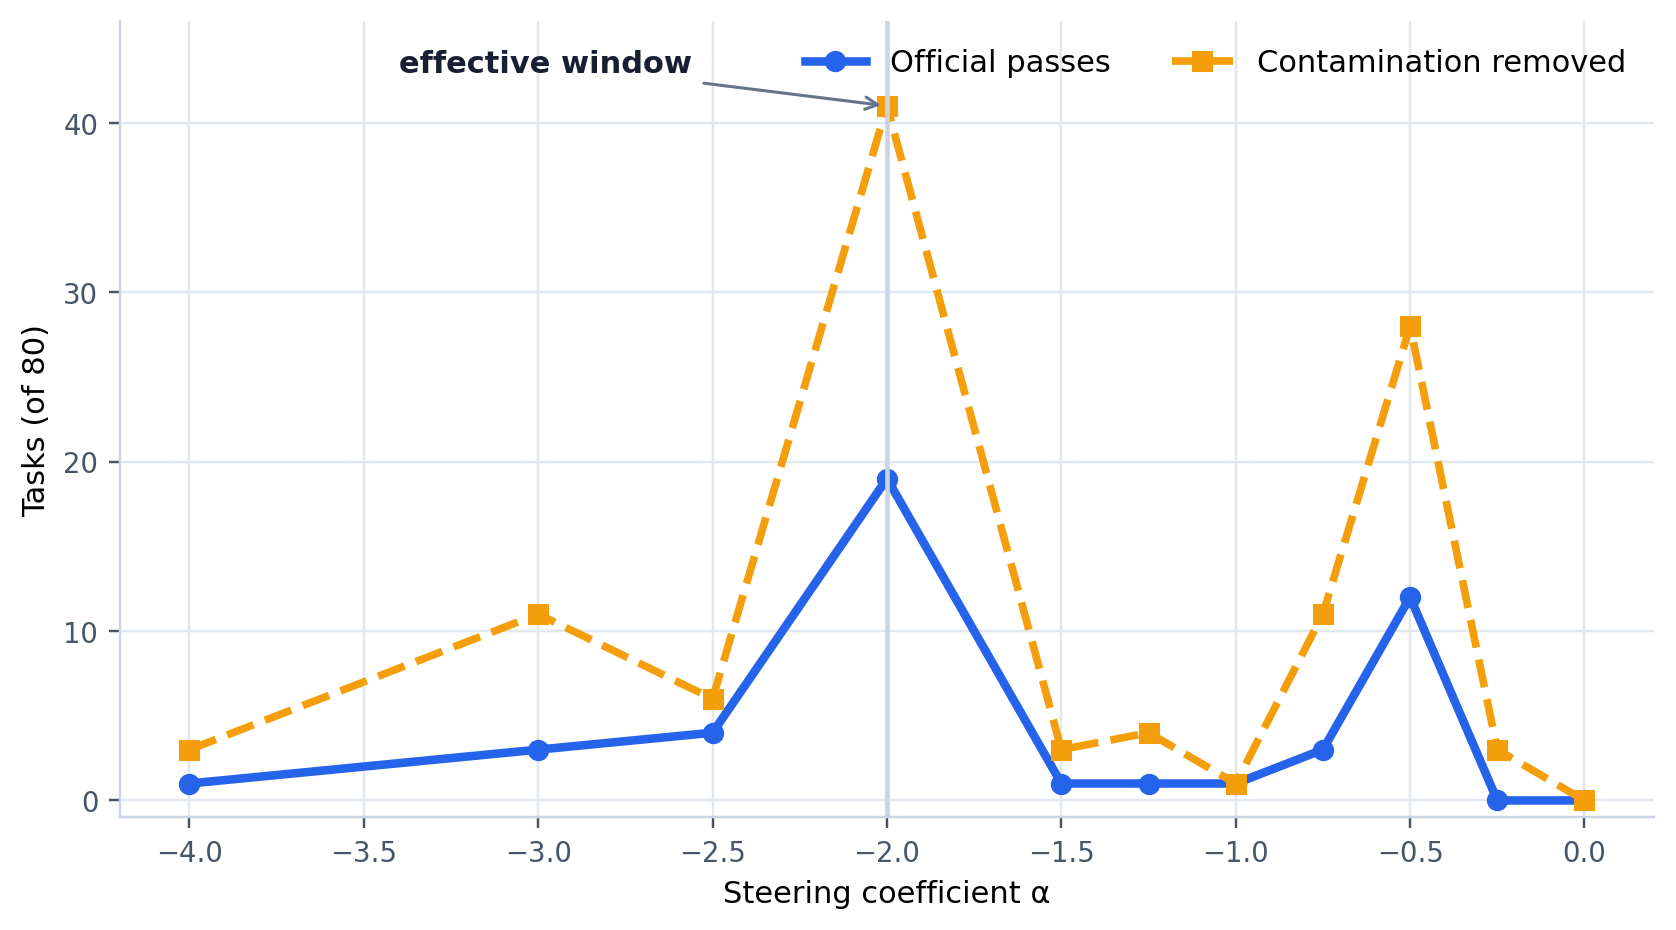 effective window
Official passes
Contamination removed
40
30
20
10
0
Tasks (of 80)
−4.0
−3.5
−3.0
−2.5
−2.0
−1.5
−1.0
−0.5
0.0
Steering coefficient α